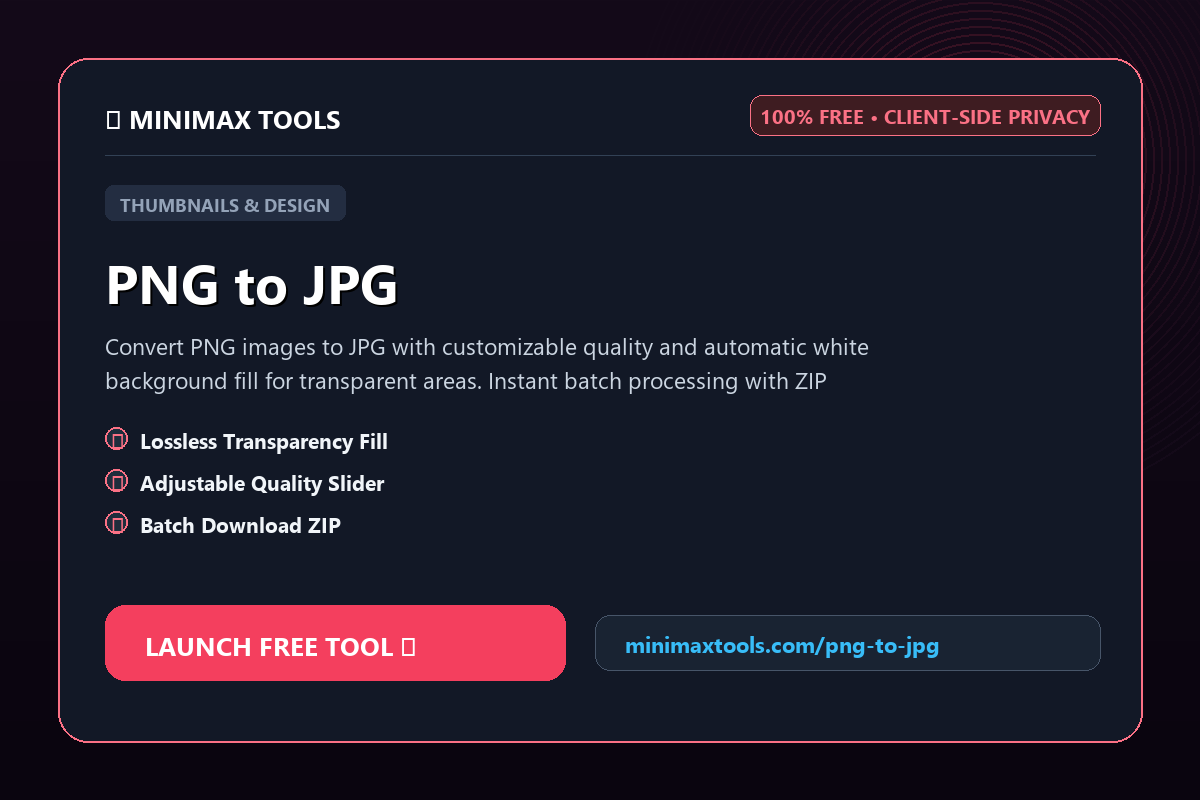 MINIMAX TOOLS
100% FREE • CLIENT-SIDE PRIVACY
THUMBNAILS & DESIGN
PNG to JPG
Convert PNG images to JPG with customizable quality and automatic white
background fill for transparent areas. Instant batch processing with ZIP
Lossless Transparency Fill
Adjustable Quality Slider
Batch Download ZIP
LAUNCH FREE TOOL
minimaxtools.com/png-to-jpg